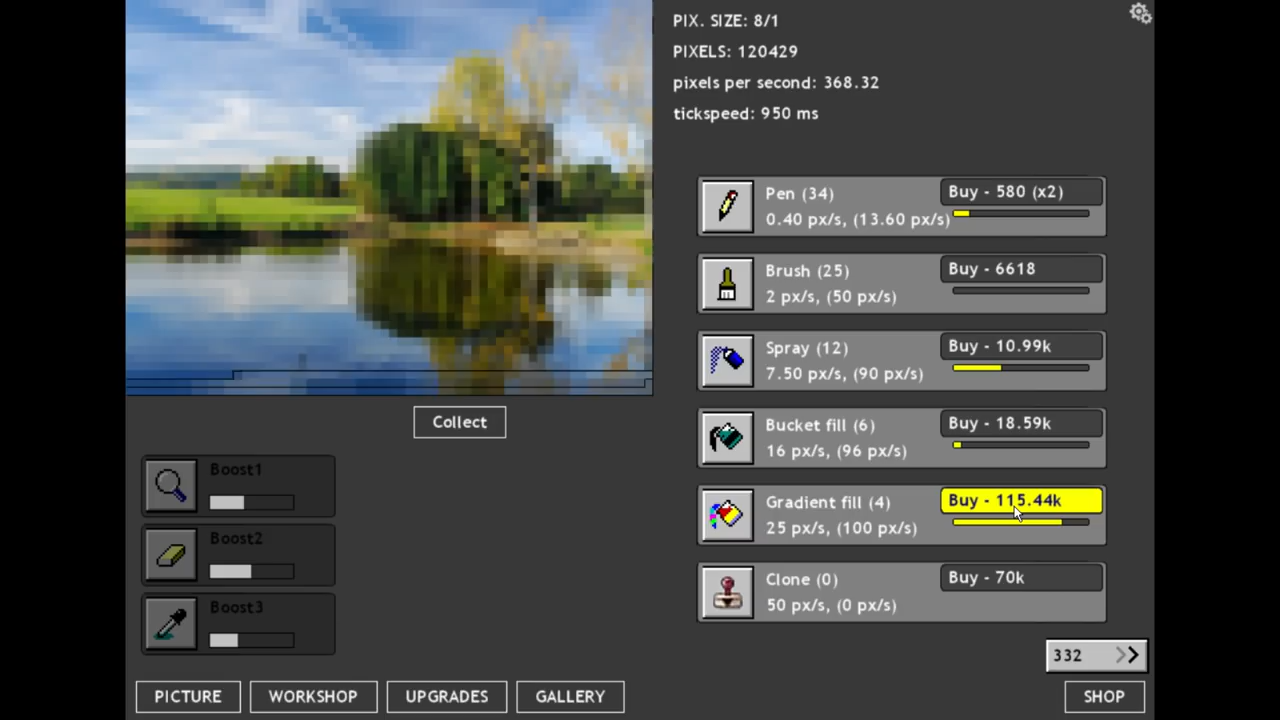 PIX. SIZE: 8/1
PIXELS: 120429
pixels per second: 368.32
tickspeed: 950 ms
Pen (34)
Buy - 580 (x2)
0.40 px/s, (13.60 px/s)
Brush (25)
Buy - 6618
2 px/s, (50 px/s)
Spray (12)
Buy - 10.99k
7.50 px/s, (90 px/s)
Bucket fill (6)
Buy - 18.59k
16 px/s, (96 px/s)
Gradient fill (4)
Buy - 115.44k
25 px/s, (100 px/s)
Clone (0)
Buy - 70k
50 px/s, (0 px/s)
Collect
Boost1
Boost2
Boost3
332
PICTURE
WORKSHOP
UPGRADES
GALLERY
SHOP